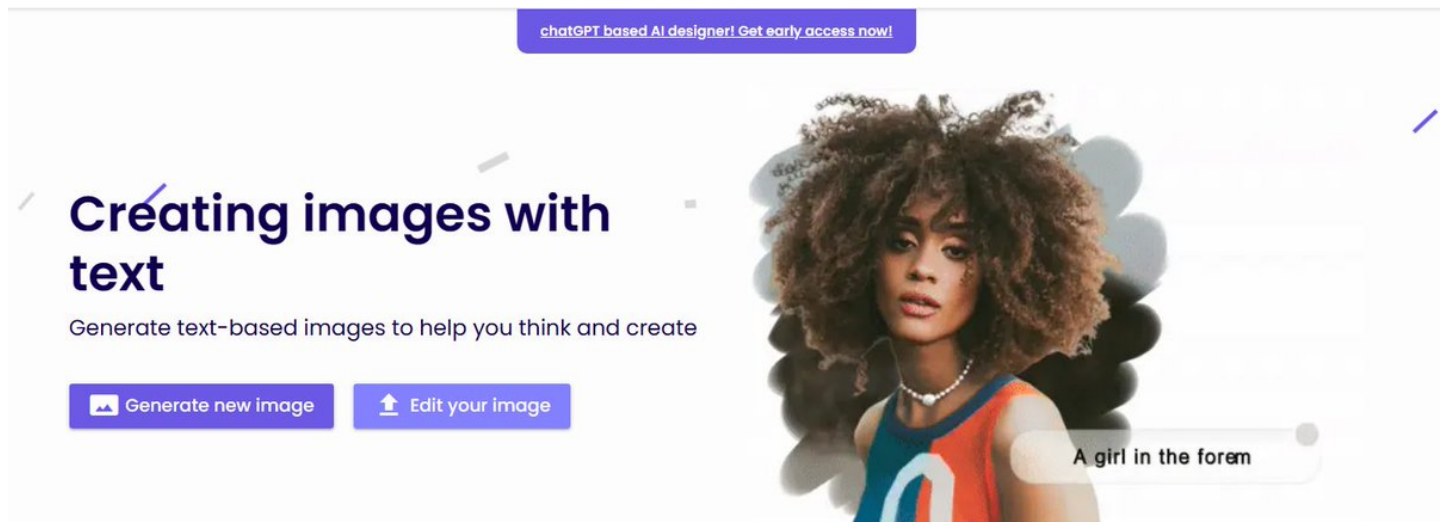 chatGPT based AI designer! Get early access now!
Creating images with
text
Generate text-based images to help you think and create
Generate new image
Edit your image
A girl in the forem